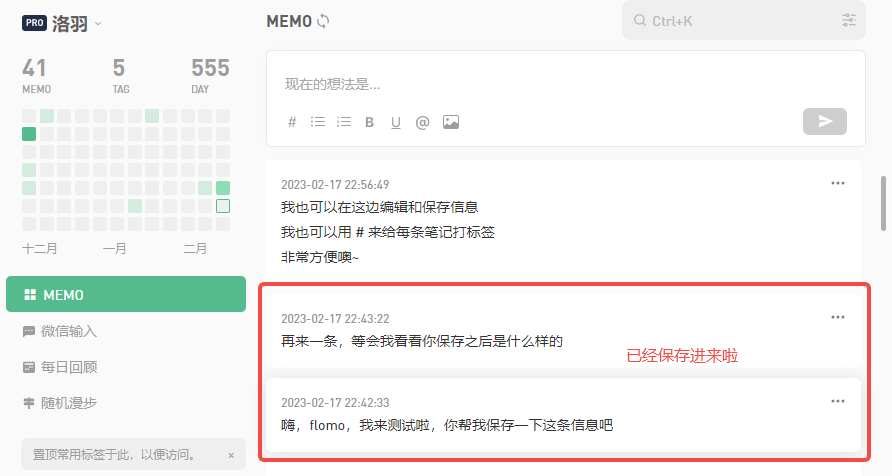 PRO 洛羽
41 5 555
MEMO TAG DAY
十二月 一月 二月
MEMO
微信输入
每日回顾
随机漫步
置顶常用标签于此，以便访问。 ×
MEMO
Ctrl+K
现在的想法是...
# B U @
2023-02-17 22:56:49
我也可以在这边编辑和保存信息
我也可以用 # 来给每条笔记打标签
非常方便噢~
2023-02-17 22:43:22
再来一条，等会我看看你保存之后是什么样的
已经保存进来啦
2023-02-17 22:42:33
嗨，flomo，我来测试啦，你帮我保存一下这条信息吧